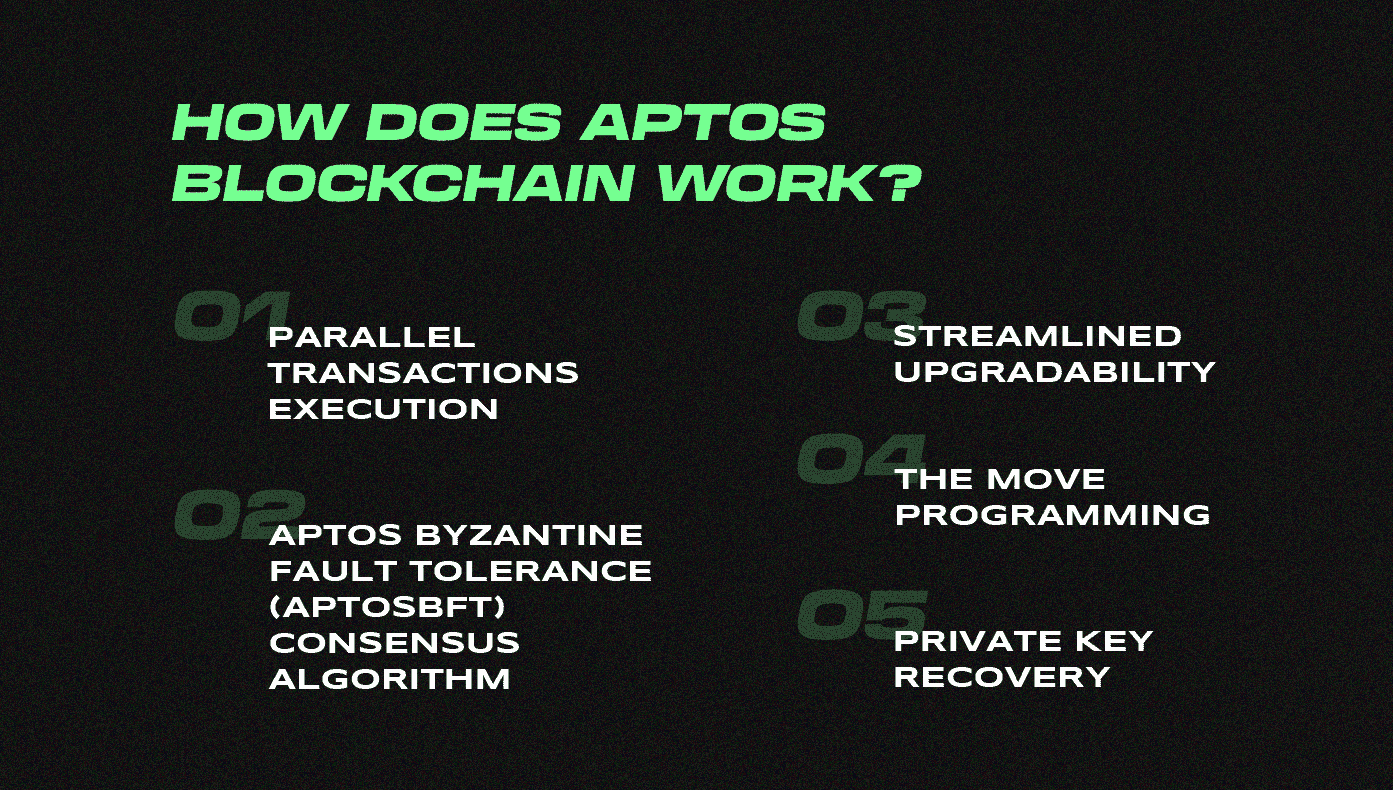 HOW DOES APTOS
BLOCKCHAIN WORK?
01
PARALLEL
TRANSACTIONS
EXECUTION
02
APTOS BYZANTINE
FAULT TOLERANCE
(APTOSBFT)
CONSENSUS
ALGORITHM
03
STREAMLINED
UPGRADABILITY
04
THE MOVE
PROGRAMMING
05
PRIVATE KEY
RECOVERY